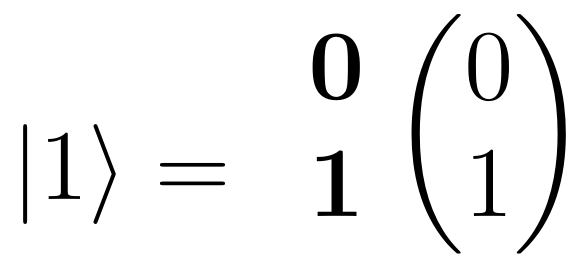 𝟎 0
|1⟩ =
𝟏 1